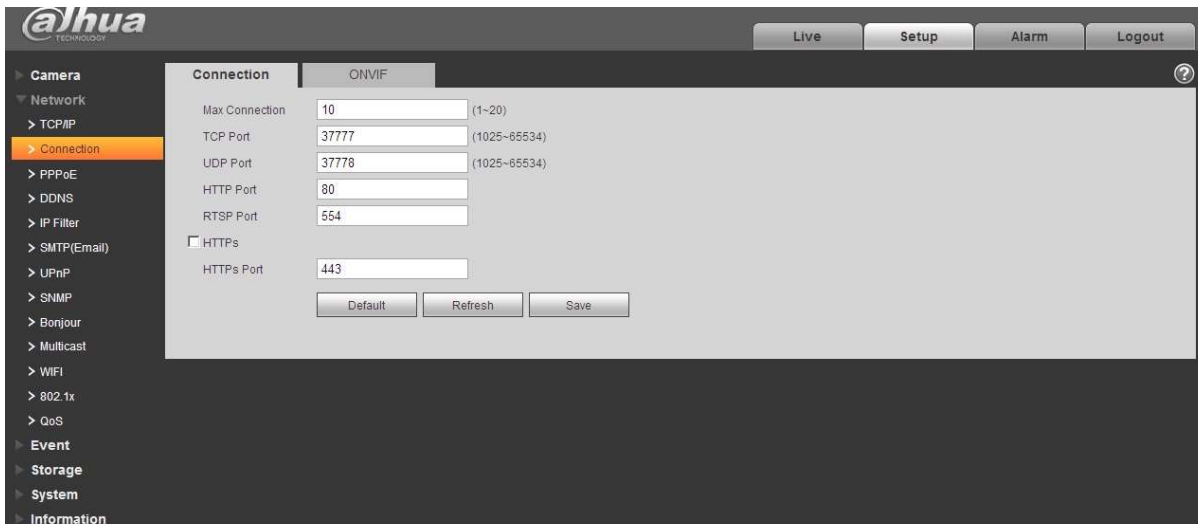 alhua
TECHNOLOGY
Live
Setup
Alarm
Logout
Camera
Network
> TCP/IP
> Connection
> PPPoE
> DDNS
> IP Filter
> SMTP(Email)
> UPnP
> SNMP
> Bonjour
> Multicast
> WIFI
> 802.1x
> QoS
Event
Storage
System
Information
Connection
ONVIF
?
Max Connection 10 (1~20)
TCP Port 37777 (1025~65534)
UDP Port 37778 (1025~65534)
HTTP Port 80
RTSP Port 554
HTTPs
HTTPs Port 443
Default
Refresh
Save